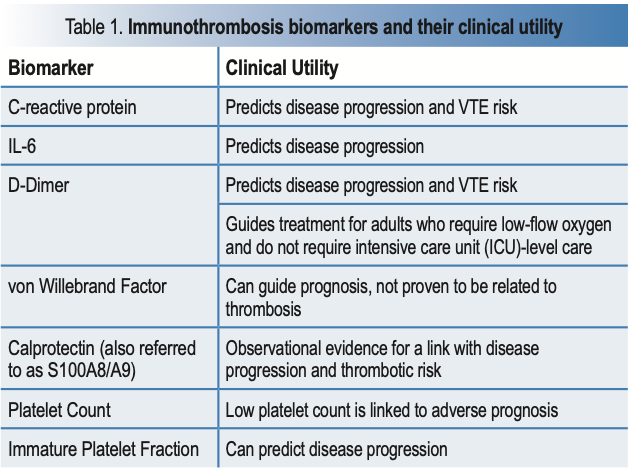 Table 1. Immunothrombosis biomarkers and their clinical utility
Biomarker
Clinical Utility
C-reactive protein
Predicts disease progression and VTE risk
IL-6
Predicts disease progression
D-Dimer
Predicts disease progression and VTE risk
Guides treatment for adults who require low-flow oxygen
and do not require intensive care unit (ICU)-level care
von Willebrand Factor
Can guide prognosis, not proven to be related to
thrombosis
Calprotectin (also referred
to as S100A8/A9)
Observational evidence for a link with disease
progression and thrombotic risk
Platelet Count
Low platelet count is linked to adverse prognosis
Immature Platelet Fraction
Can predict disease progression